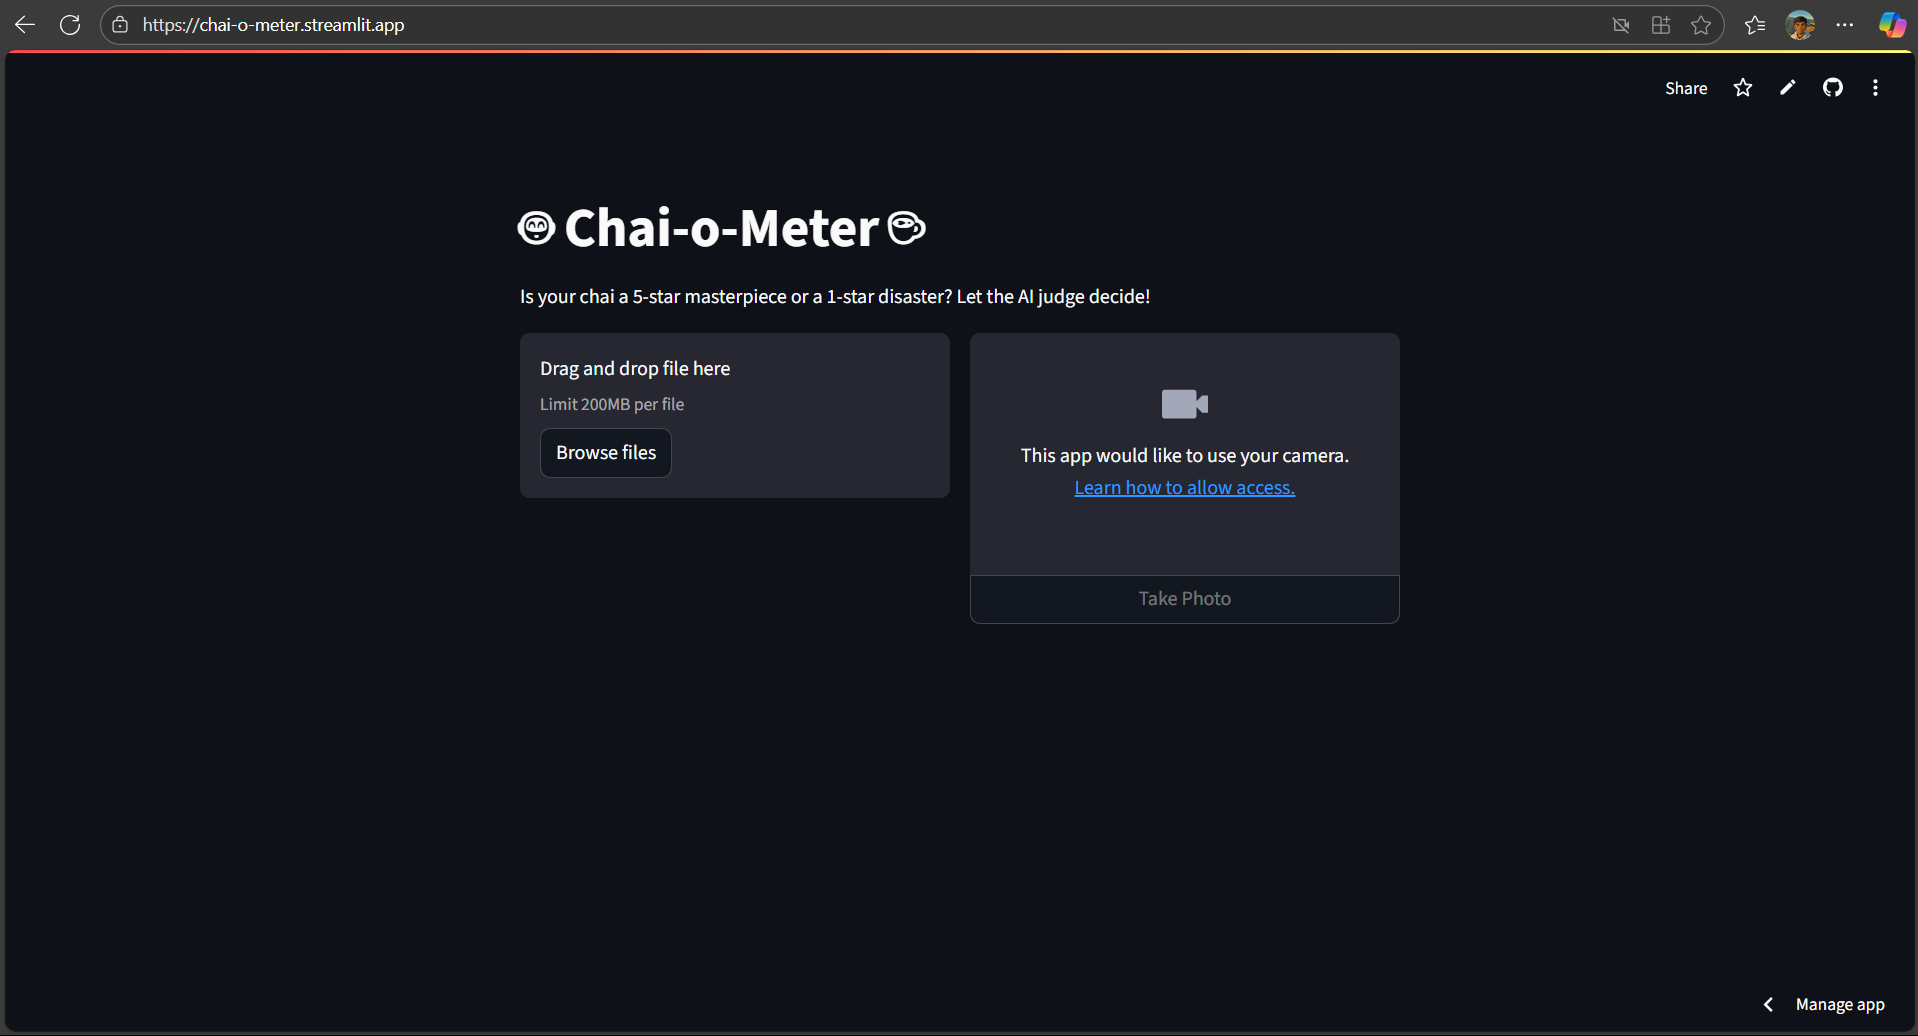 https://chai-o-meter.streamlit.app
Share
Chai-o-Meter
Is your chai a 5-star masterpiece or a 1-star disaster? Let the AI judge decide!
Drag and drop file here
Limit 200MB per file
Browse files
This app would like to use your camera.
Learn how to allow access.
Take Photo
Manage app